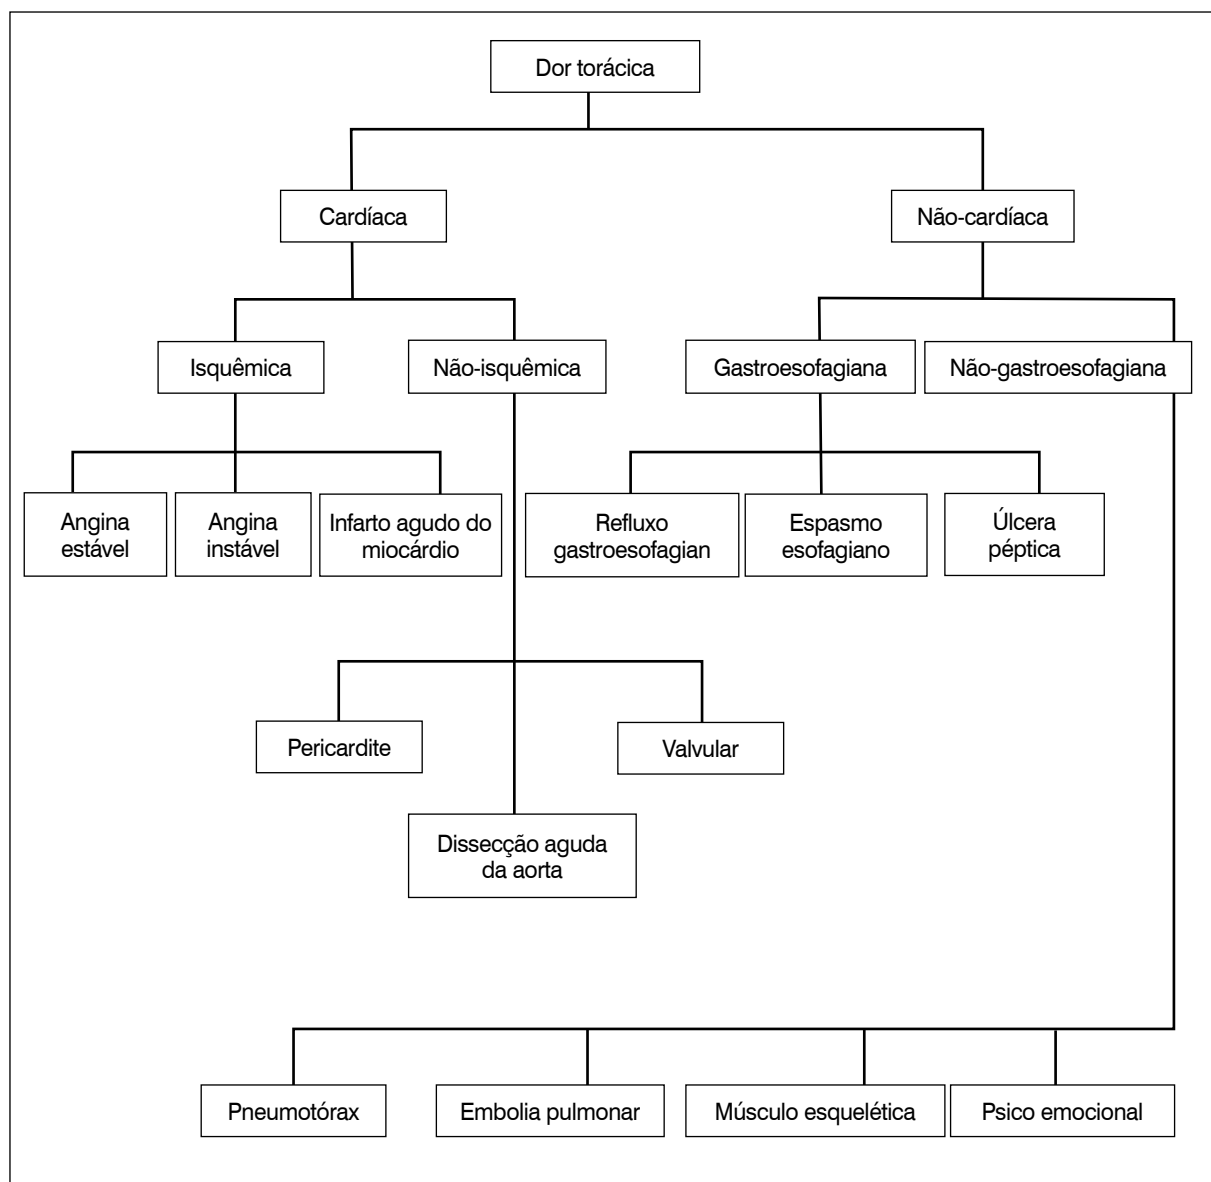 Dor torácica
Cardíaca
Não-cardíaca
Isquêmica
Não-isquêmica
Gastroesofagiana
Não-gastroesofagiana
Angina
estável
Angina
instável
Infarto agudo do
miocárdio
Refluxo
gastroesofagian
Espasmo
esofagiano
Úlcera
péptica
Pericardite
Valvular
Dissecção aguda
da aorta
Pneumotórax
Embolia pulmonar
Músculo esquelética
Psico emocional